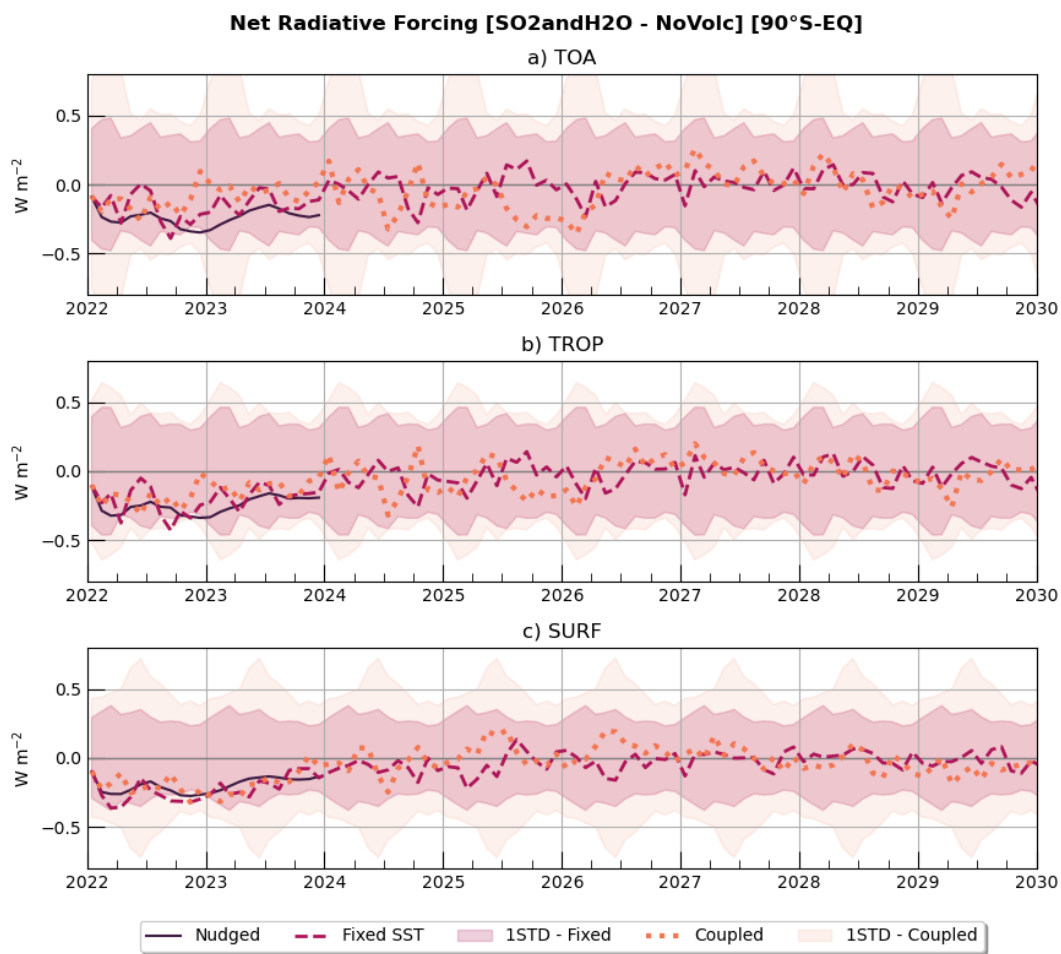 Net Radiative Forcing [SO2andH2O - NoVolc] [90°S-EQ]
a) TOA
W m⁻²
0.5
0.0
−0.5
2022 2023 2024 2025 2026 2027 2028 2029 2030
b) TROP
W m⁻²
0.5
0.0
−0.5
2022 2023 2024 2025 2026 2027 2028 2029 2030
c) SURF
W m⁻²
0.5
0.0
−0.5
2022 2023 2024 2025 2026 2027 2028 2029 2030
Nudged Fixed SST 1STD - Fixed Coupled 1STD - Coupled